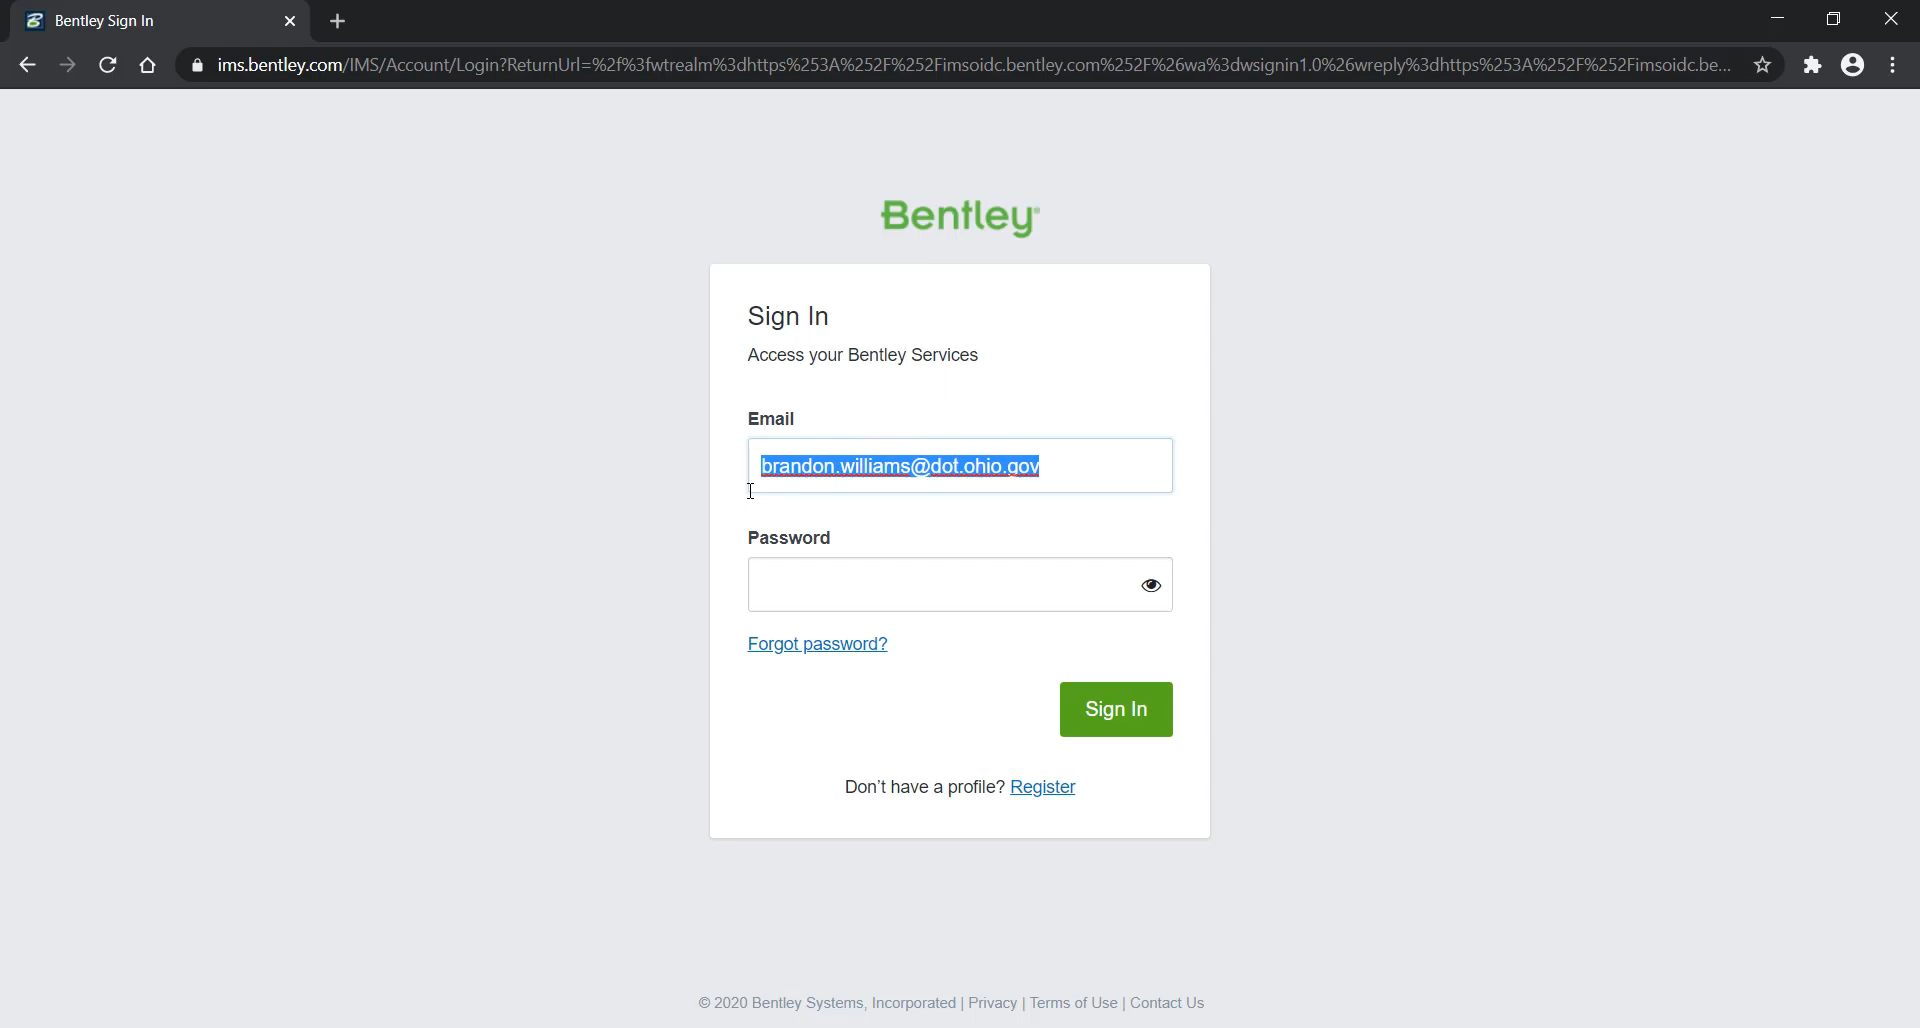 Bentley Sign In
ims.bentley.com/IMS/Account/Login?ReturnUrl=%2f%3fwtrealm%3dhttps%253A%252F%252Fimsoidc.bentley.com%252F%26wa%3dwsignin1.0%26wreply%3dhttps%253A%252F%252Fimsoidc.be...
Bentley®
Sign In
Access your Bentley Services
Email
brandon.williams@dot.ohio.gov
Password
Forgot password?
Sign In
Don't have a profile? Register
© 2020 Bentley Systems, Incorporated | Privacy | Terms of Use | Contact Us